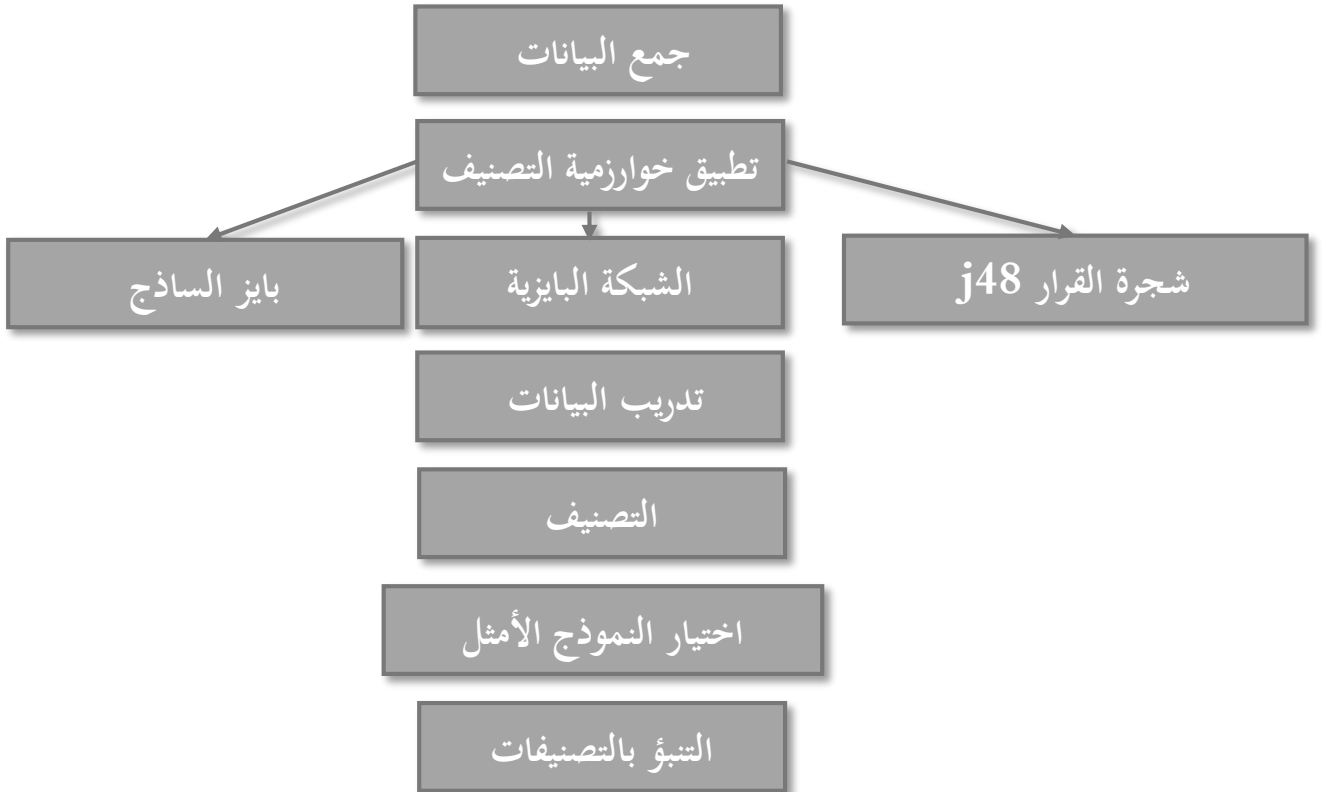 جمع البيانات
تطبيق خوارزمية التصنيف
شجرة القرار j48
الشبكة البايزية
بايز الساذج
تدريب البيانات
التصنيف
اختيار النموذج الأمثل
التنبؤ بالتصنيفات